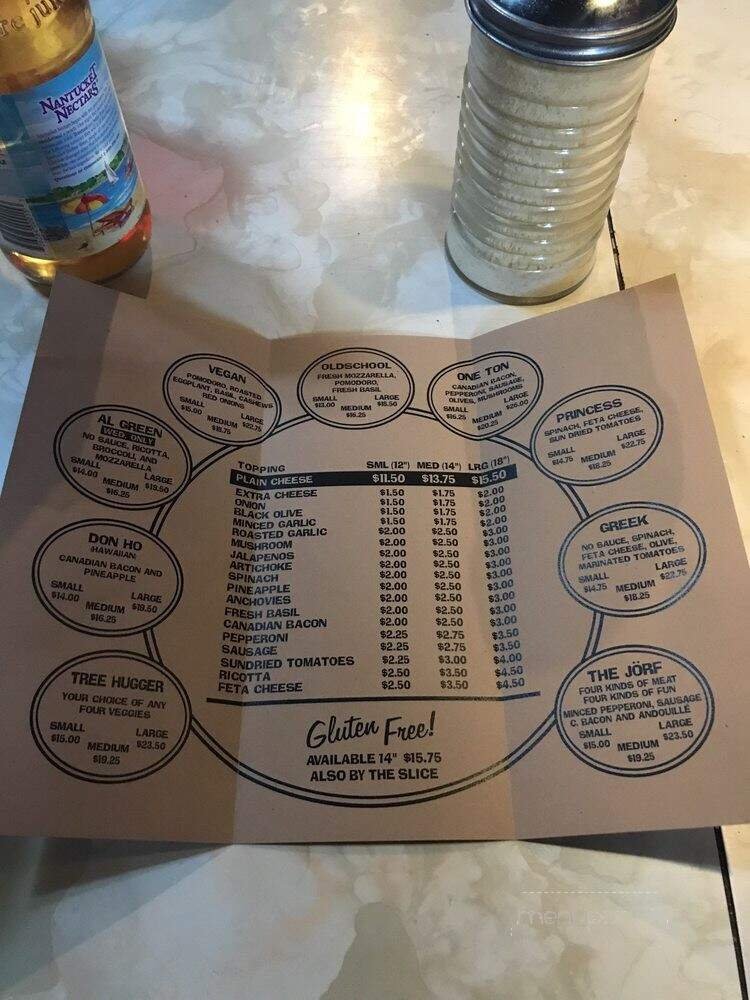 NANTUCKET
NECTARS
VEGAN
POMODORO, ROASTED
EGGPLANT, BASIL, CASHEWS
RED ONIONS
SMALL
$15.00
MEDIUM
$18.75
LARGE
$22.75
OLDSCHOOL
FRESH MOZZARELLA,
POMODORO,
FRESH BASIL
SMALL
$13.00
MEDIUM
$15.25
LARGE
$18.50
ONE TON
CANADIAN BACON,
PEPPERONI, SAUSAGE,
OLIVES, MUSHROOMS
SMALL
$16.25
MEDIUM
$20.25
LARGE
$26.00
AL GREEN
WED. ONLY
NO SAUCE, RICOTTA,
BROCCOLI, AND
MOZZARELLA
SMALL
$14.00
MEDIUM
$16.25
LARGE
$19.50
PRINCESS
SPINACH, FETA CHEESE,
SUN DRIED TOMATOES
SMALL
$14.75
MEDIUM
$18.25
LARGE
$22.75
DON HO
(HAWAIIAN)
CANADIAN BACON AND
PINEAPPLE
SMALL
$14.00
MEDIUM
$16.25
LARGE
$19.50
GREEK
NO SAUCE, SPINACH,
FETA CHEESE, OLIVE,
MARINATED TOMATOES
SMALL
$14.75
MEDIUM
$18.25
LARGE
$22.75
TREE HUGGER
YOUR CHOICE OF ANY
FOUR VEGGIES
SMALL
$15.00
MEDIUM
$19.25
LARGE
$23.50
THE JÖRF
FOUR KINDS OF MEAT
FOUR KINDS OF FUN
MINCED PEPPERONI, SAUSAGE
C. BACON AND ANDOUILLÉ
SMALL
$15.00
MEDIUM
$19.25
LARGE
$23.50
TOPPING SML (12") MED (14") LRG (18")
PLAIN CHEESE $11.50 $13.75 $15.50
EXTRA CHEESE $1.50 $1.75 $2.00
ONION $1.50 $1.75 $2.00
BLACK OLIVE $1.50 $1.75 $2.00
MINCED GARLIC $1.50 $1.75 $2.00
ROASTED GARLIC $2.00 $2.50 $3.00
MUSHROOM $2.00 $2.50 $3.00
JALAPENOS $2.00 $2.50 $3.00
ARTICHOKE $2.00 $2.50 $3.00
SPINACH $2.00 $2.50 $3.00
PINEAPPLE $2.00 $2.50 $3.00
ANCHOVIES $2.00 $2.50 $3.00
FRESH BASIL $2.00 $2.50 $3.00
CANADIAN BACON $2.00 $2.50 $3.00
PEPPERONI $2.25 $2.75 $3.50
SAUSAGE $2.25 $2.75 $3.50
SUNDRIED TOMATOES $2.25 $3.00 $4.00
RICOTTA $2.50 $3.50 $4.50
FETA CHEESE $2.50 $3.50 $4.50
Gluten Free!
AVAILABLE 14" $15.75
ALSO BY THE SLICE